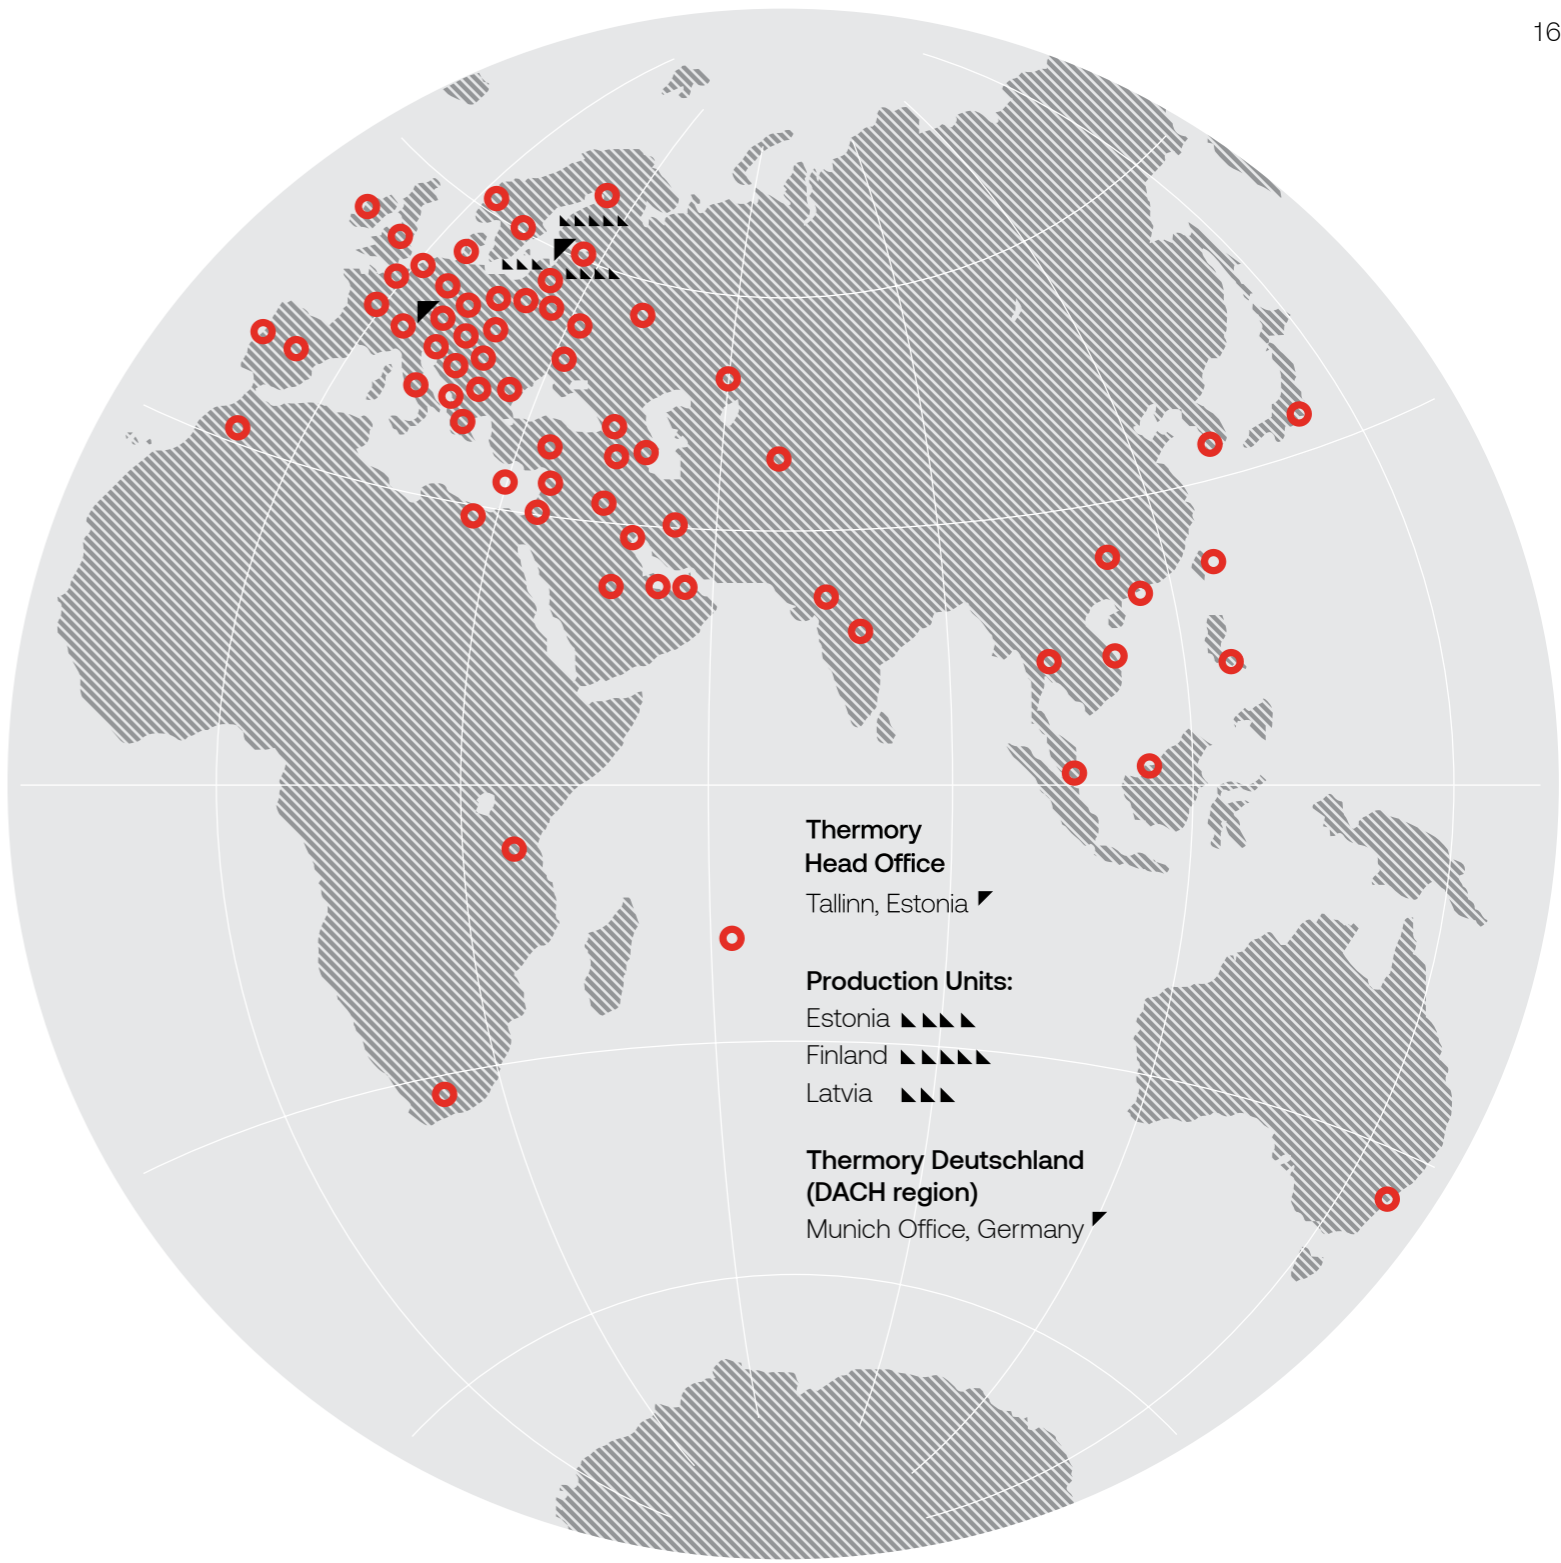 16
Thermory
Head Office
Tallinn, Estonia
Production Units:
Estonia
Finland
Latvia
Thermory Deutschland
(DACH region)
Munich Office, Germany